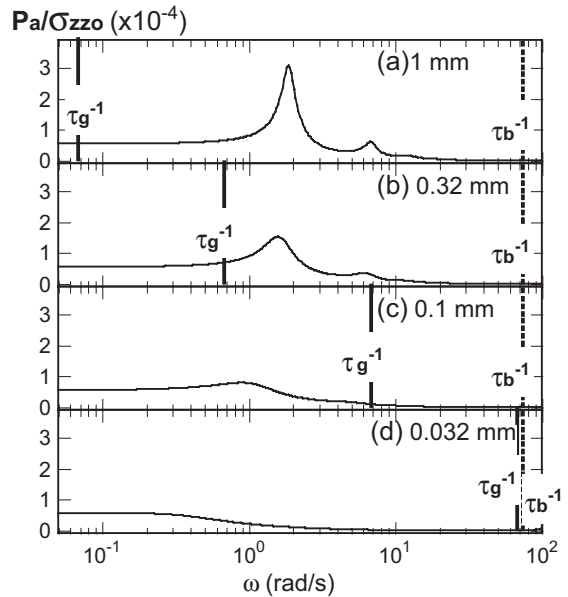 Pa/σzzo (x10⁻⁴)
3
2
1
0
(a)1 mm
τg⁻¹
τb⁻¹
3
2
1
0
(b) 0.32 mm
τg⁻¹
τb⁻¹
3
2
1
0
(c) 0.1 mm
τg⁻¹
τb⁻¹
3
2
1
0
(d) 0.032 mm
τg⁻¹
τb⁻¹
10⁻¹ 10⁰ 10¹ 10²
ω (rad/s)